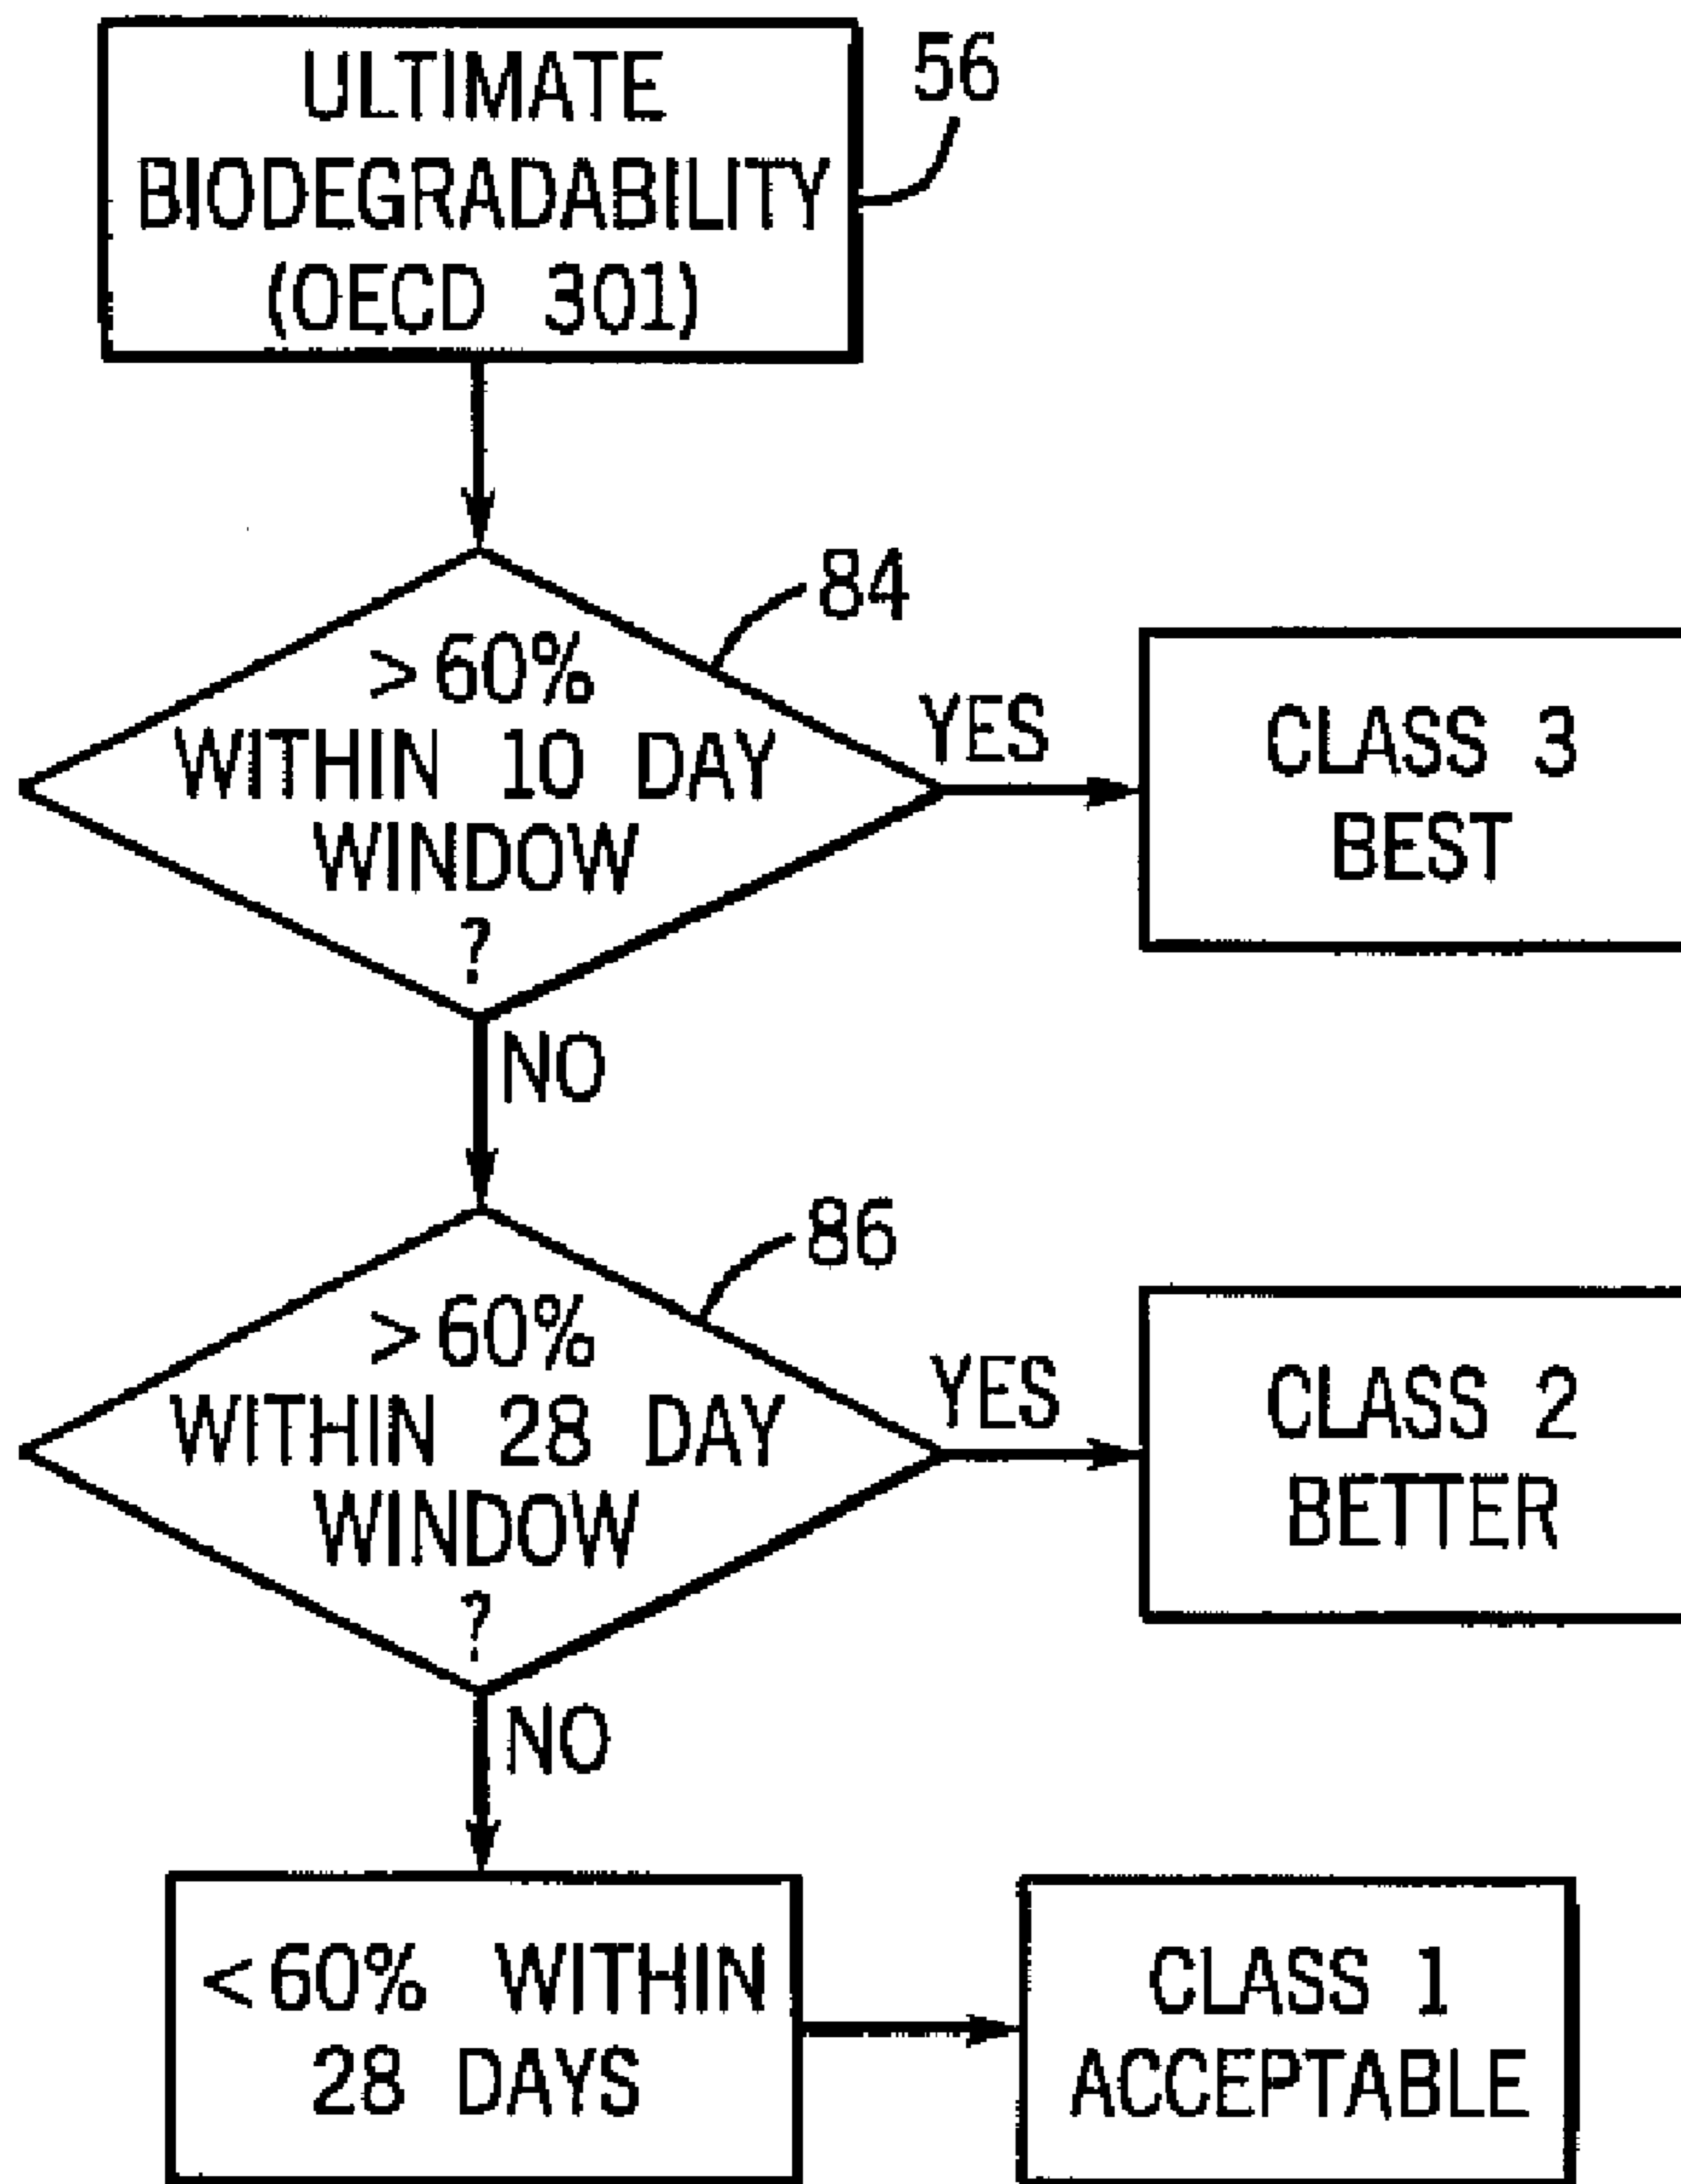 ULTIMATE
BIODEGRADABILITY
(OECD 301)
56
84
>60%
WITHIN 10 DAY
WINDOW
?
YES
CLASS 3
BEST
NO
86
>60%
WITHIN 28 DAY
WINDOW
?
YES
CLASS 2
BETTER
NO
<60% WITHIN
28 DAYS
CLASS 1
ACCEPTABLE